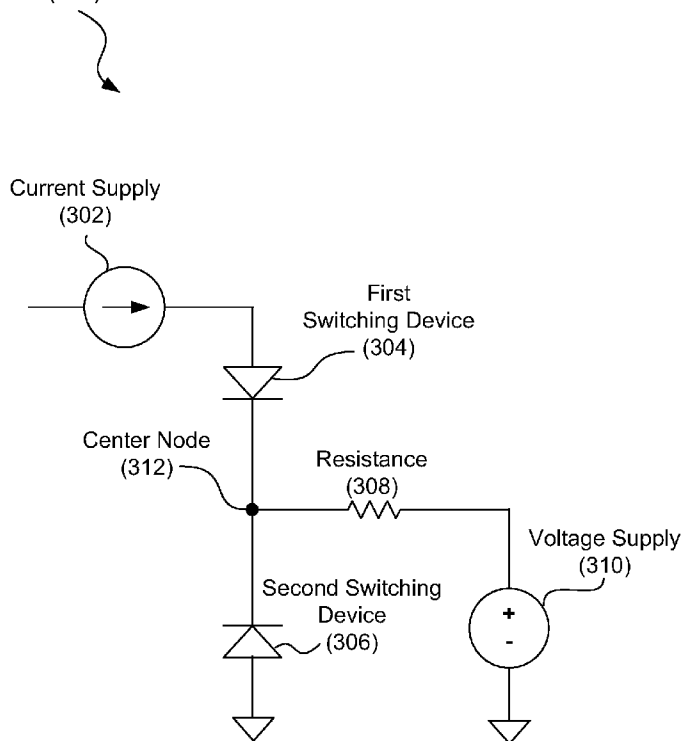 Current Supply
(302)
First
Switching Device
(304)
Center Node
(312)
Resistance
(308)
Voltage Supply
(310)
+
-
Second Switching
Device
(306)